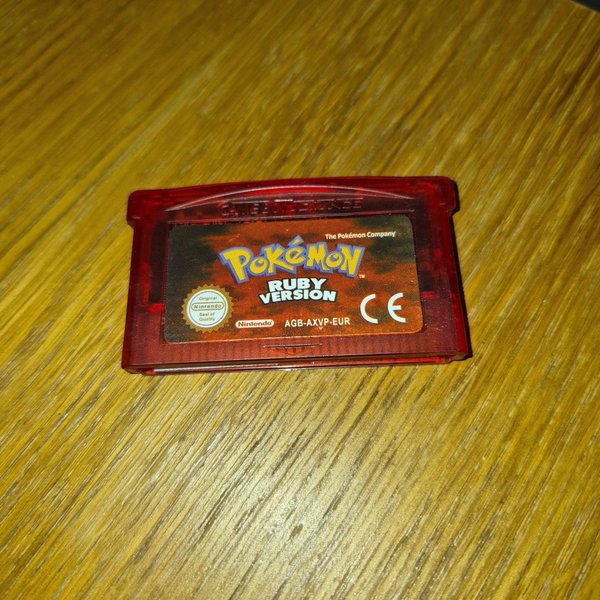 GAME BOY ADVANCE
The Pokémon Company
POKéMON
™
RUBY
VERSION
Original
Nintendo
Seal of
Quality
Nintendo
AGB-AXVP-EUR
CE